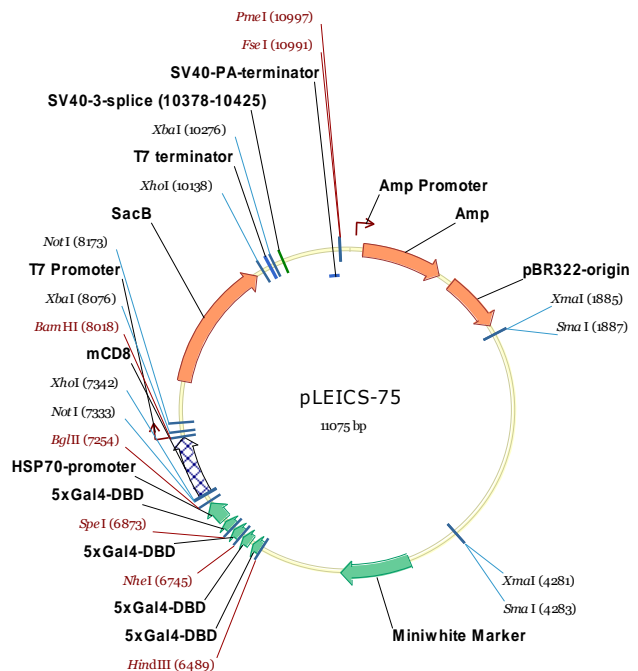 PmeI (10997)
FseI (10991)
SV40-PA-terminator
SV40-3-splice (10378-10425)
XbaI (10276)
T7 terminator
XhoI (10138)
SacB
NotI (8173)
T7 Promoter
XbaI (8076)
BamHI (8018)
mCD8
XhoI (7342)
NotI (7333)
BglII (7254)
HSP70-promoter
5xGal4-DBD
SpeI (6873)
5xGal4-DBD
NheI (6745)
5xGal4-DBD
5xGal4-DBD
HindIII (6489)
Amp Promoter
Amp
pBR322-origin
XmaI (1885)
SmaI (1887)
pLEICS-75
11075 bp
XmaI (4281)
SmaI (4283)
Miniwhite Marker